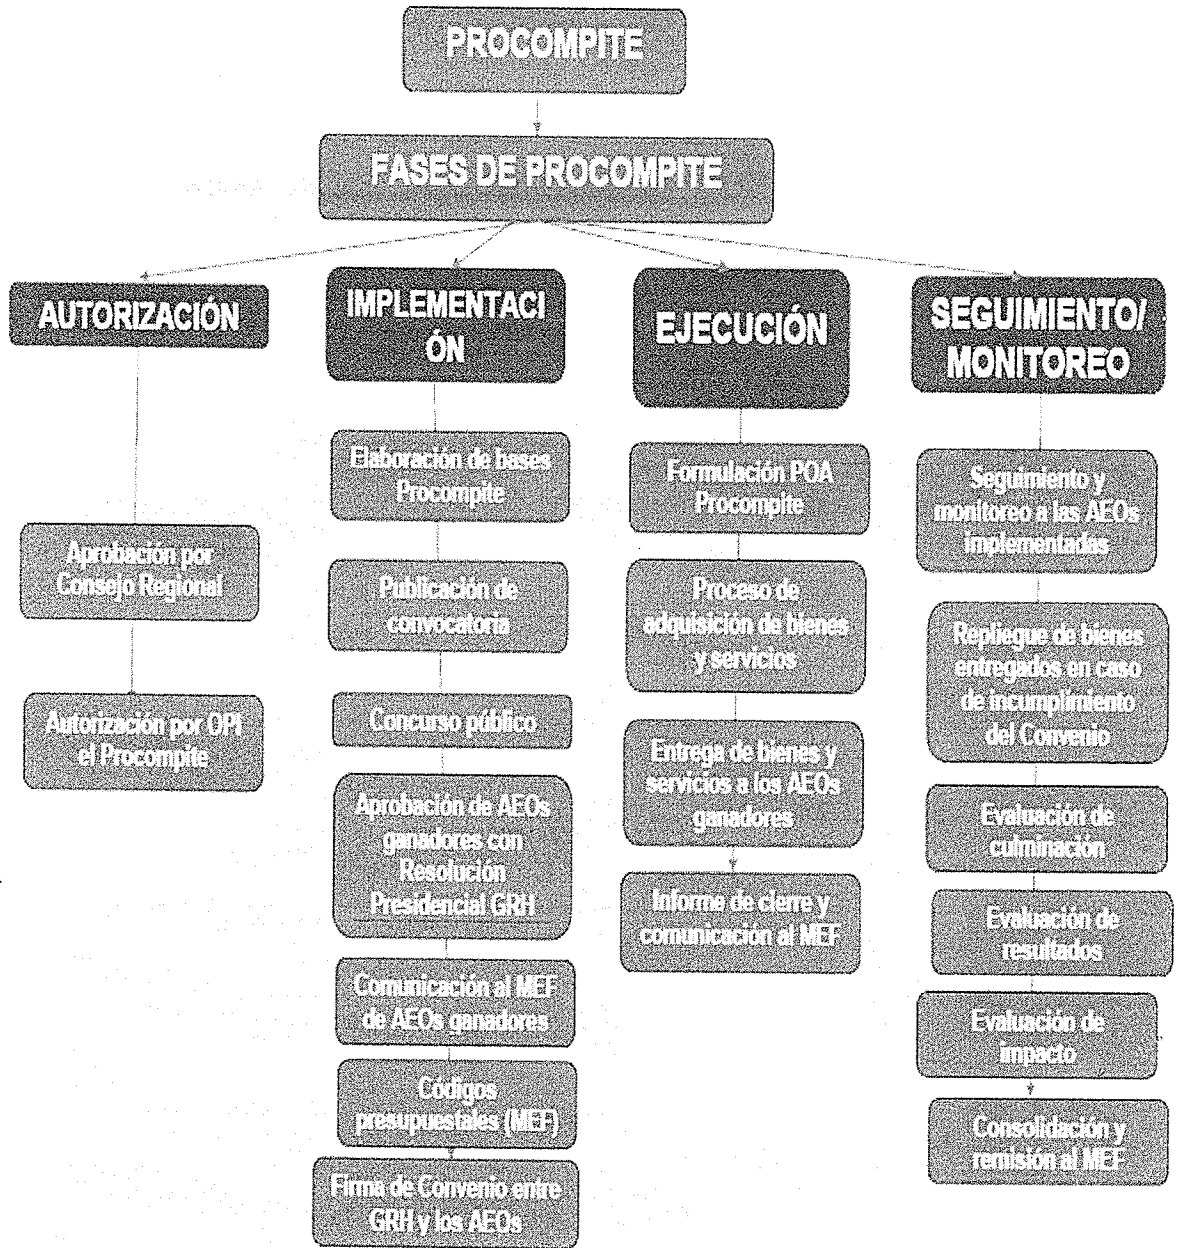 PROCOMPITE
FASES DE PROCOMPITE
AUTORIZACIÓN
Aprobación por
Consejo Regional
Autorización por OPI
el Procompite
IMPLEMENTACI
ÓN
Elaboración de bases
Procompite
Publicación de
convocatoria
Concurso público
Aprobación de AEOs
ganadores con
Resolución
Presidencial GRH
Comunicación al MEF
de AEOs ganadores
Códigos
presupuestales (MEF)
Firma de Convenio entre
GRH y los AEOs
EJECUCIÓN
Formulación POA
Procompite
Proceso de
adquisición de bienes
y servicios
Entrega de bienes y
servicios a los AEOs
ganadores
Informe de cierre y
comunicación al MEF
SEGUIMIENTO/
MONITOREO
Seguimiento y
monitoreo a las AEOs
implementadas
Repliegue de bienes
entregados en caso
de incumplimiento
del Convenio
Evaluación de
culminación
Evaluación de
resultados
Evaluación de
impacto
Consolidación y
remisión al MEF